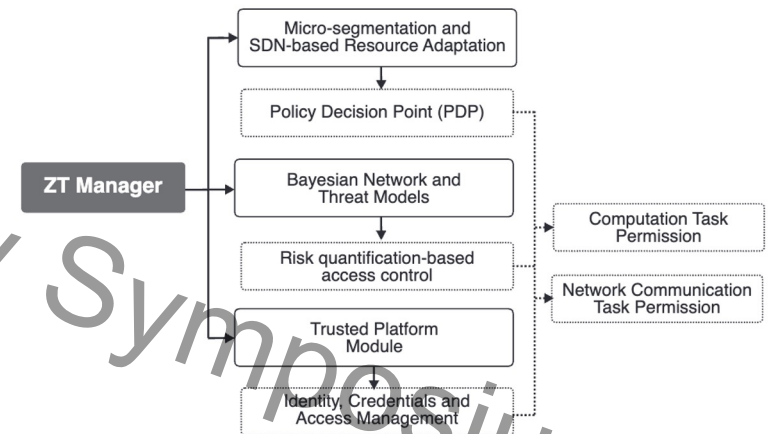 Micro-segmentation and
SDN-based Resource Adaptation
Policy Decision Point (PDP)
ZT Manager
Bayesian Network and
Threat Models
Computation Task
Permission
Risk quantification-based
access control
Network Communication
Task Permission
Trusted Platform
Module
Identity, Credentials and
Access Management